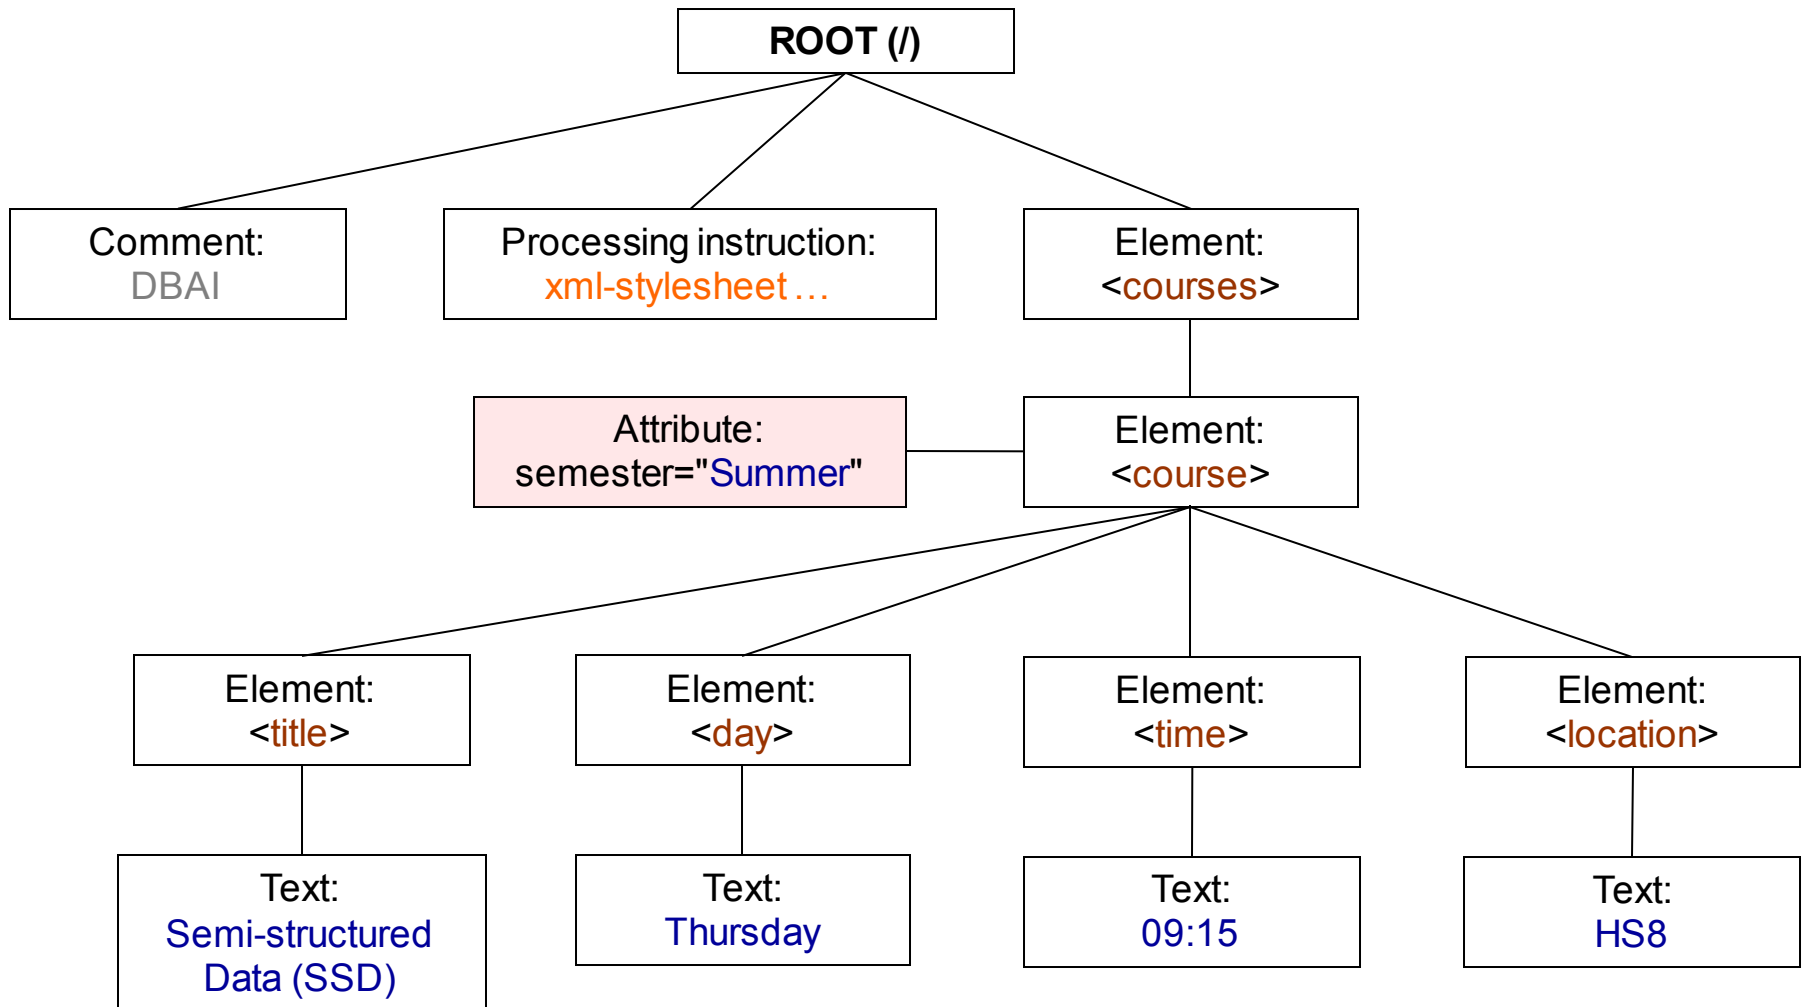 ROOT (/)
Comment:
DBAI
Processing instruction:
xml-stylesheet …
Element:
<courses>
Attribute:
semester="Summer"
Element:
<course>
Element:
<title>
Element:
<day>
Element:
<time>
Element:
<location>
Text:
Semi-structured
Data (SSD)
Text:
Thursday
Text:
09:15
Text:
HS8